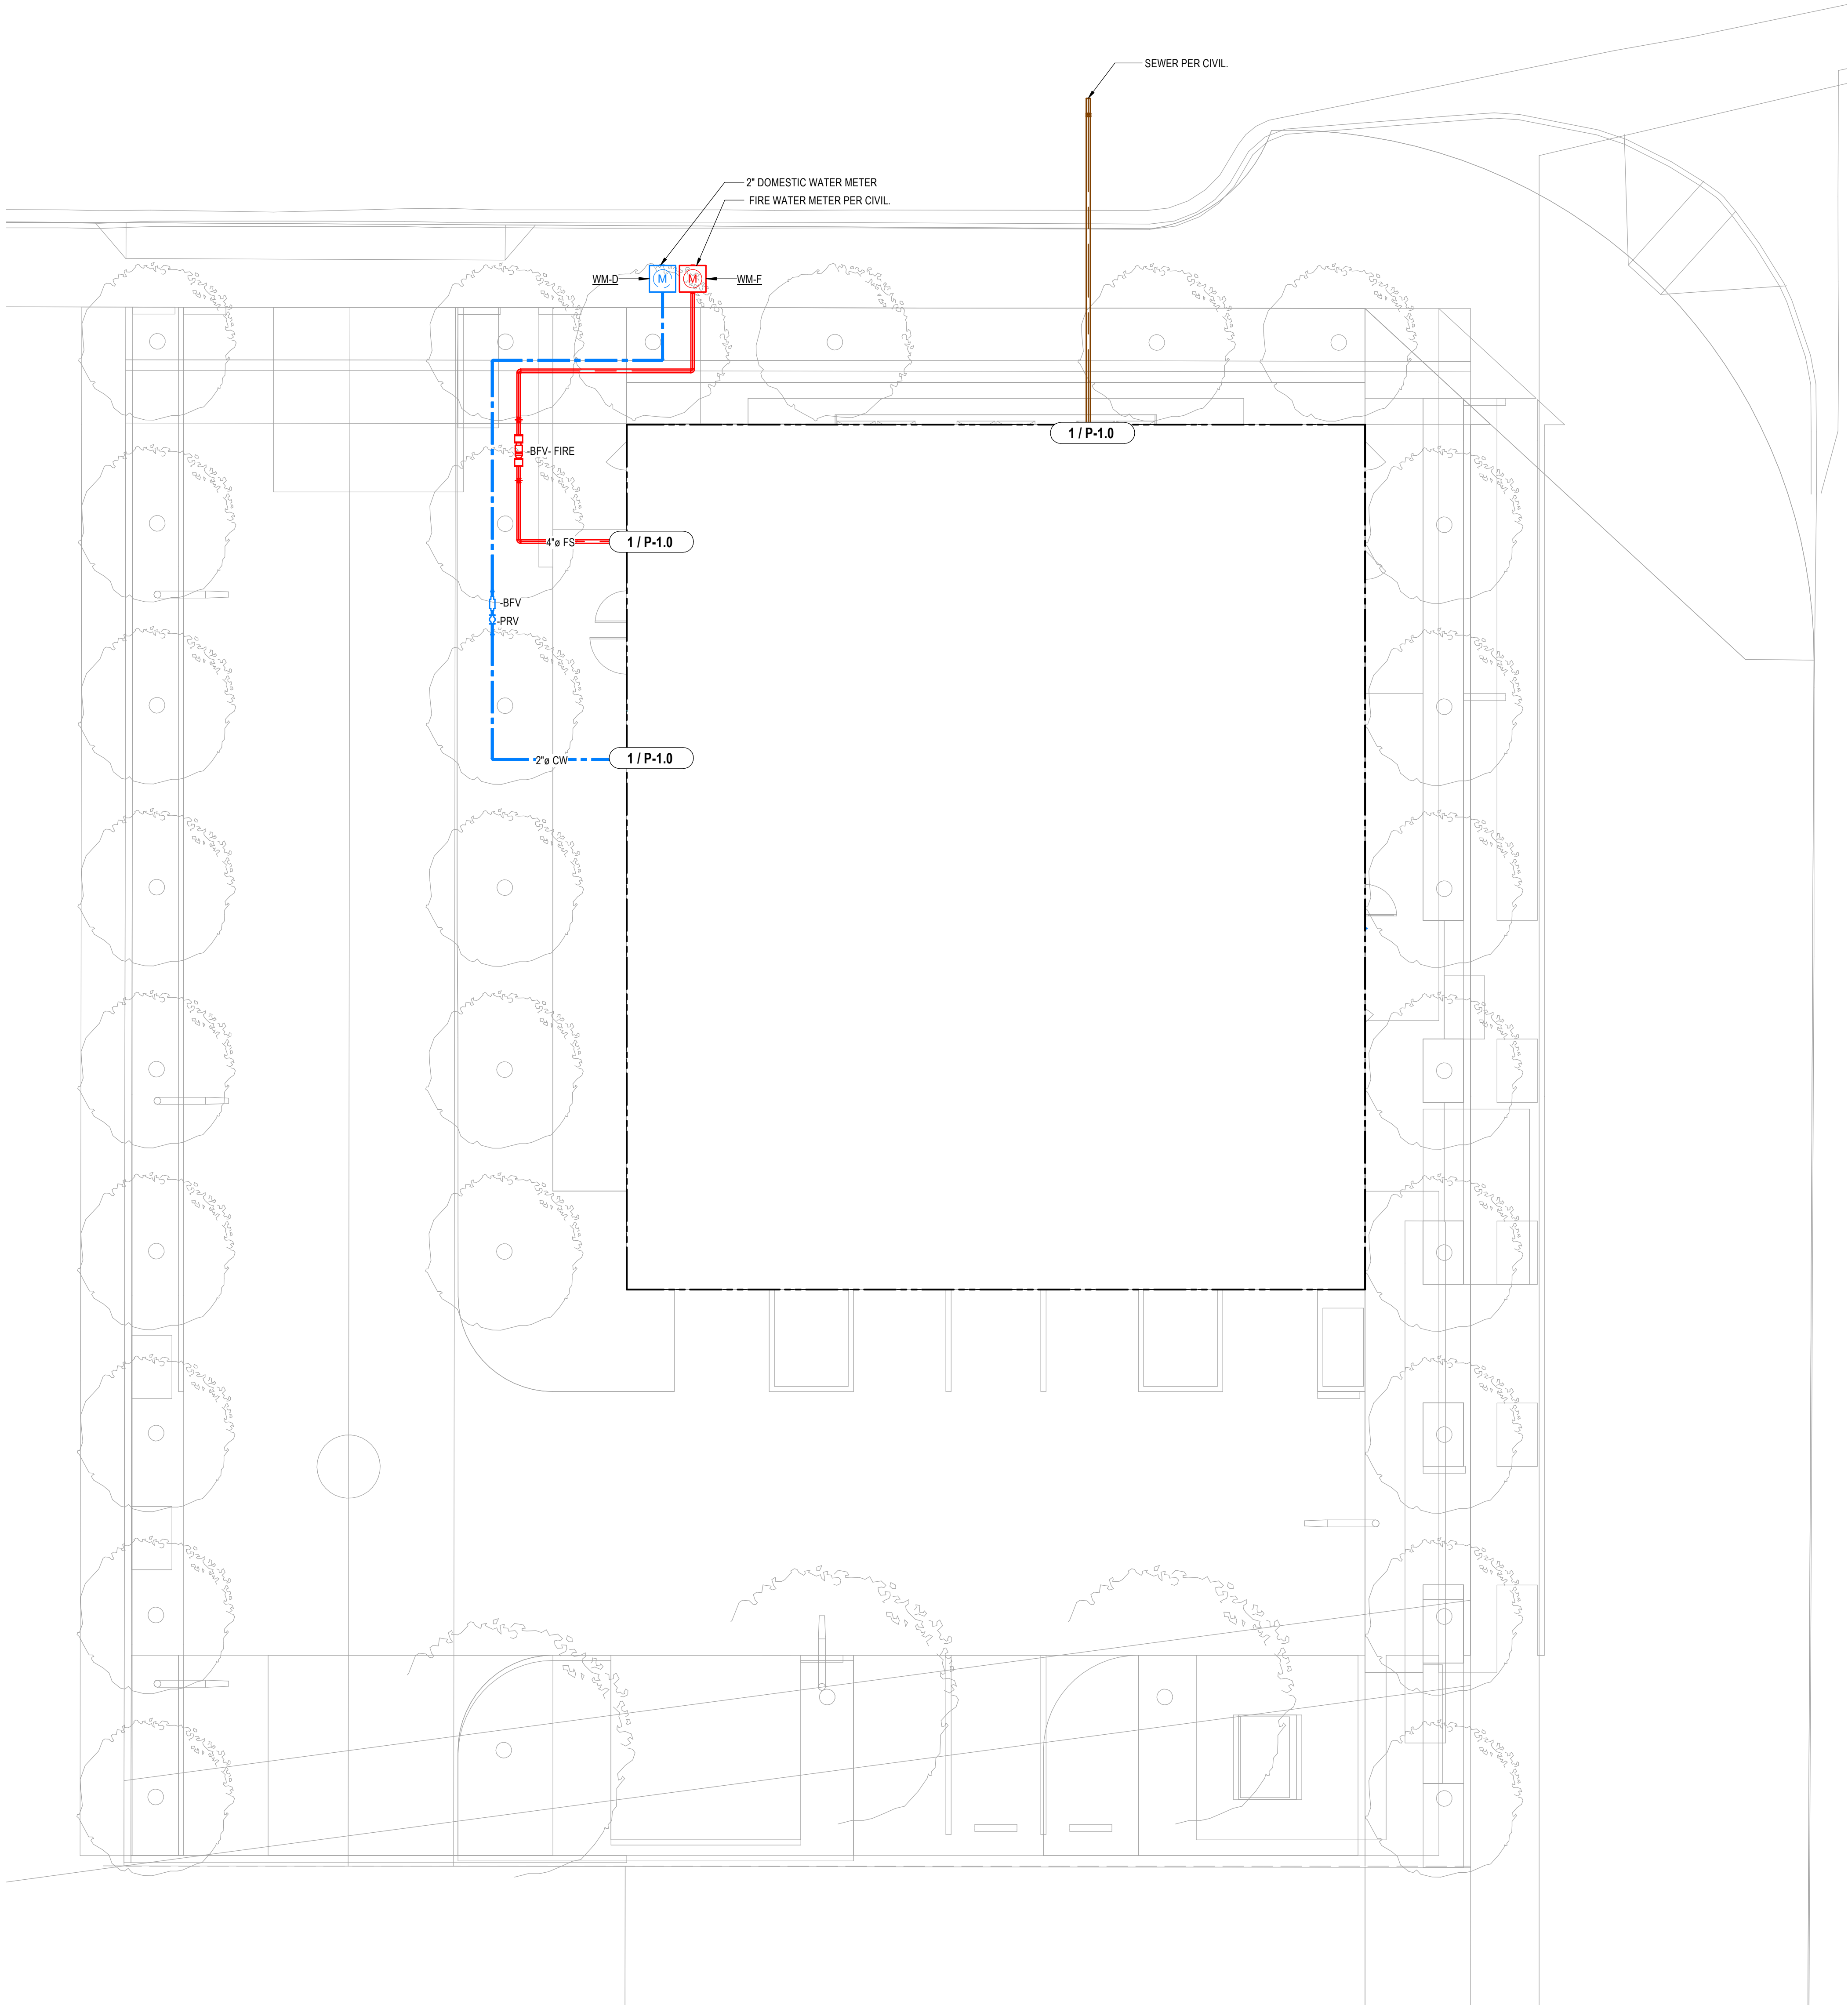 SEWER PER CIVIL.
2" DOMESTIC WATER METER
FIRE WATER METER PER CIVIL.
WM-D
M
M
WM-F
1 / P-1.0
-BFV- FIRE
4"ø FS
1 / P-1.0
-BFV
-PRV
2"ø CW
1 / P-1.0